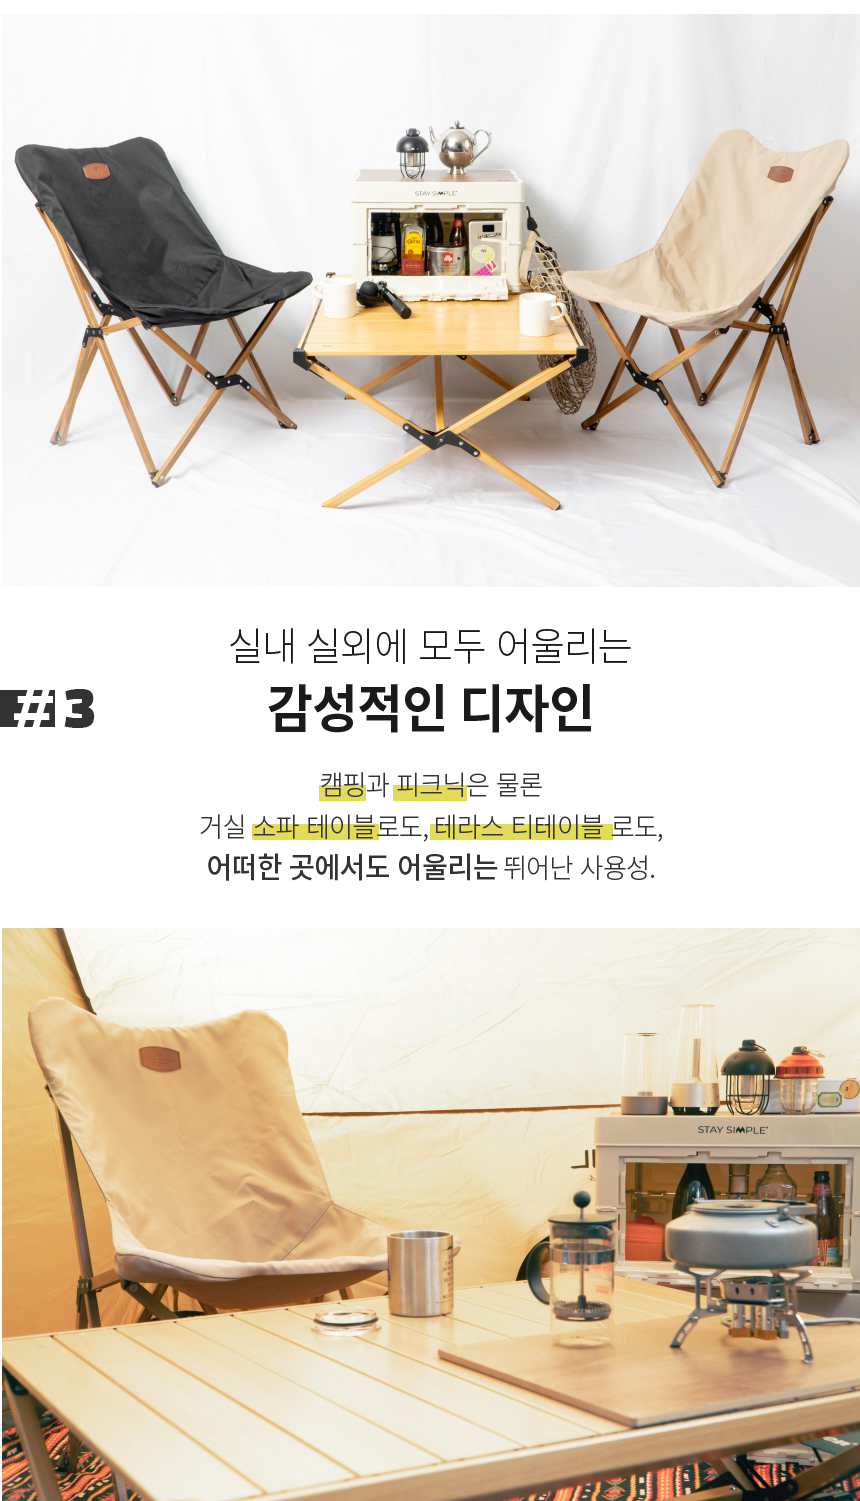 STAY SIMPLE
실내 실외에 모두 어울리는
#3
감성적인 디자인
캠핑과 피크닉은 물론
거실 소파 테이블로도, 테라스 티테이블 로도,
어떠한 곳에서도 어울리는 뛰어난 사용성.
STAY SIMPLE